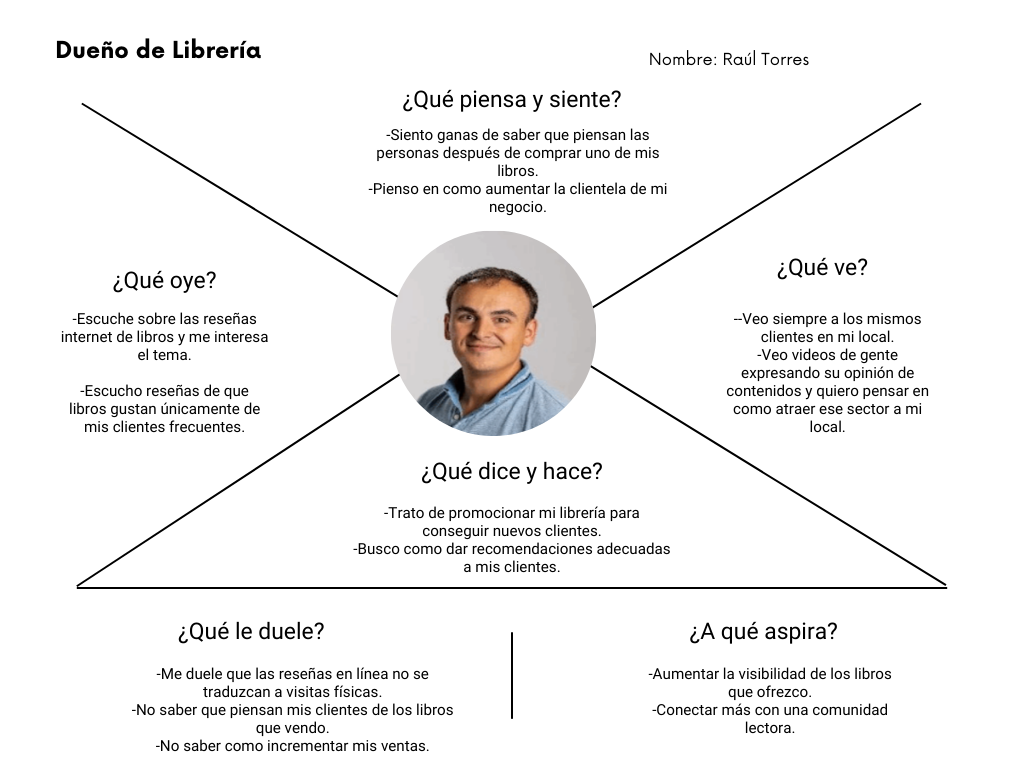 Dueño de Librería
Nombre: Raúl Torres
¿Qué piensa y siente?
-Siento ganas de saber que piensan las
personas después de comprar uno de mis
libros.
-Pienso en como aumentar la clientela de mi
negocio.
¿Qué oye?
-Escuche sobre las reseñas
internet de libros y me interesa
el tema.
-Escucho reseñas de que
libros gustan únicamente de
mis clientes frecuentes.
¿Qué ve?
--Veo siempre a los mismos
clientes en mi local.
-Veo videos de gente
expresando su opinión de
contenidos y quiero pensar en
como atraer ese sector a mi
local.
¿Qué dice y hace?
-Trato de promocionar mi librería para
conseguir nuevos clientes.
-Busco como dar recomendaciones adecuadas
a mis clientes.
¿Qué le duele?
-Me duele que las reseñas en línea no se
traduzcan a visitas físicas.
-No saber que piensan mis clientes de los libros
que vendo.
-No saber como incrementar mis ventas.
¿A qué aspira?
-Aumentar la visibilidad de los libros
que ofrezco.
-Conectar más con una comunidad
lectora.